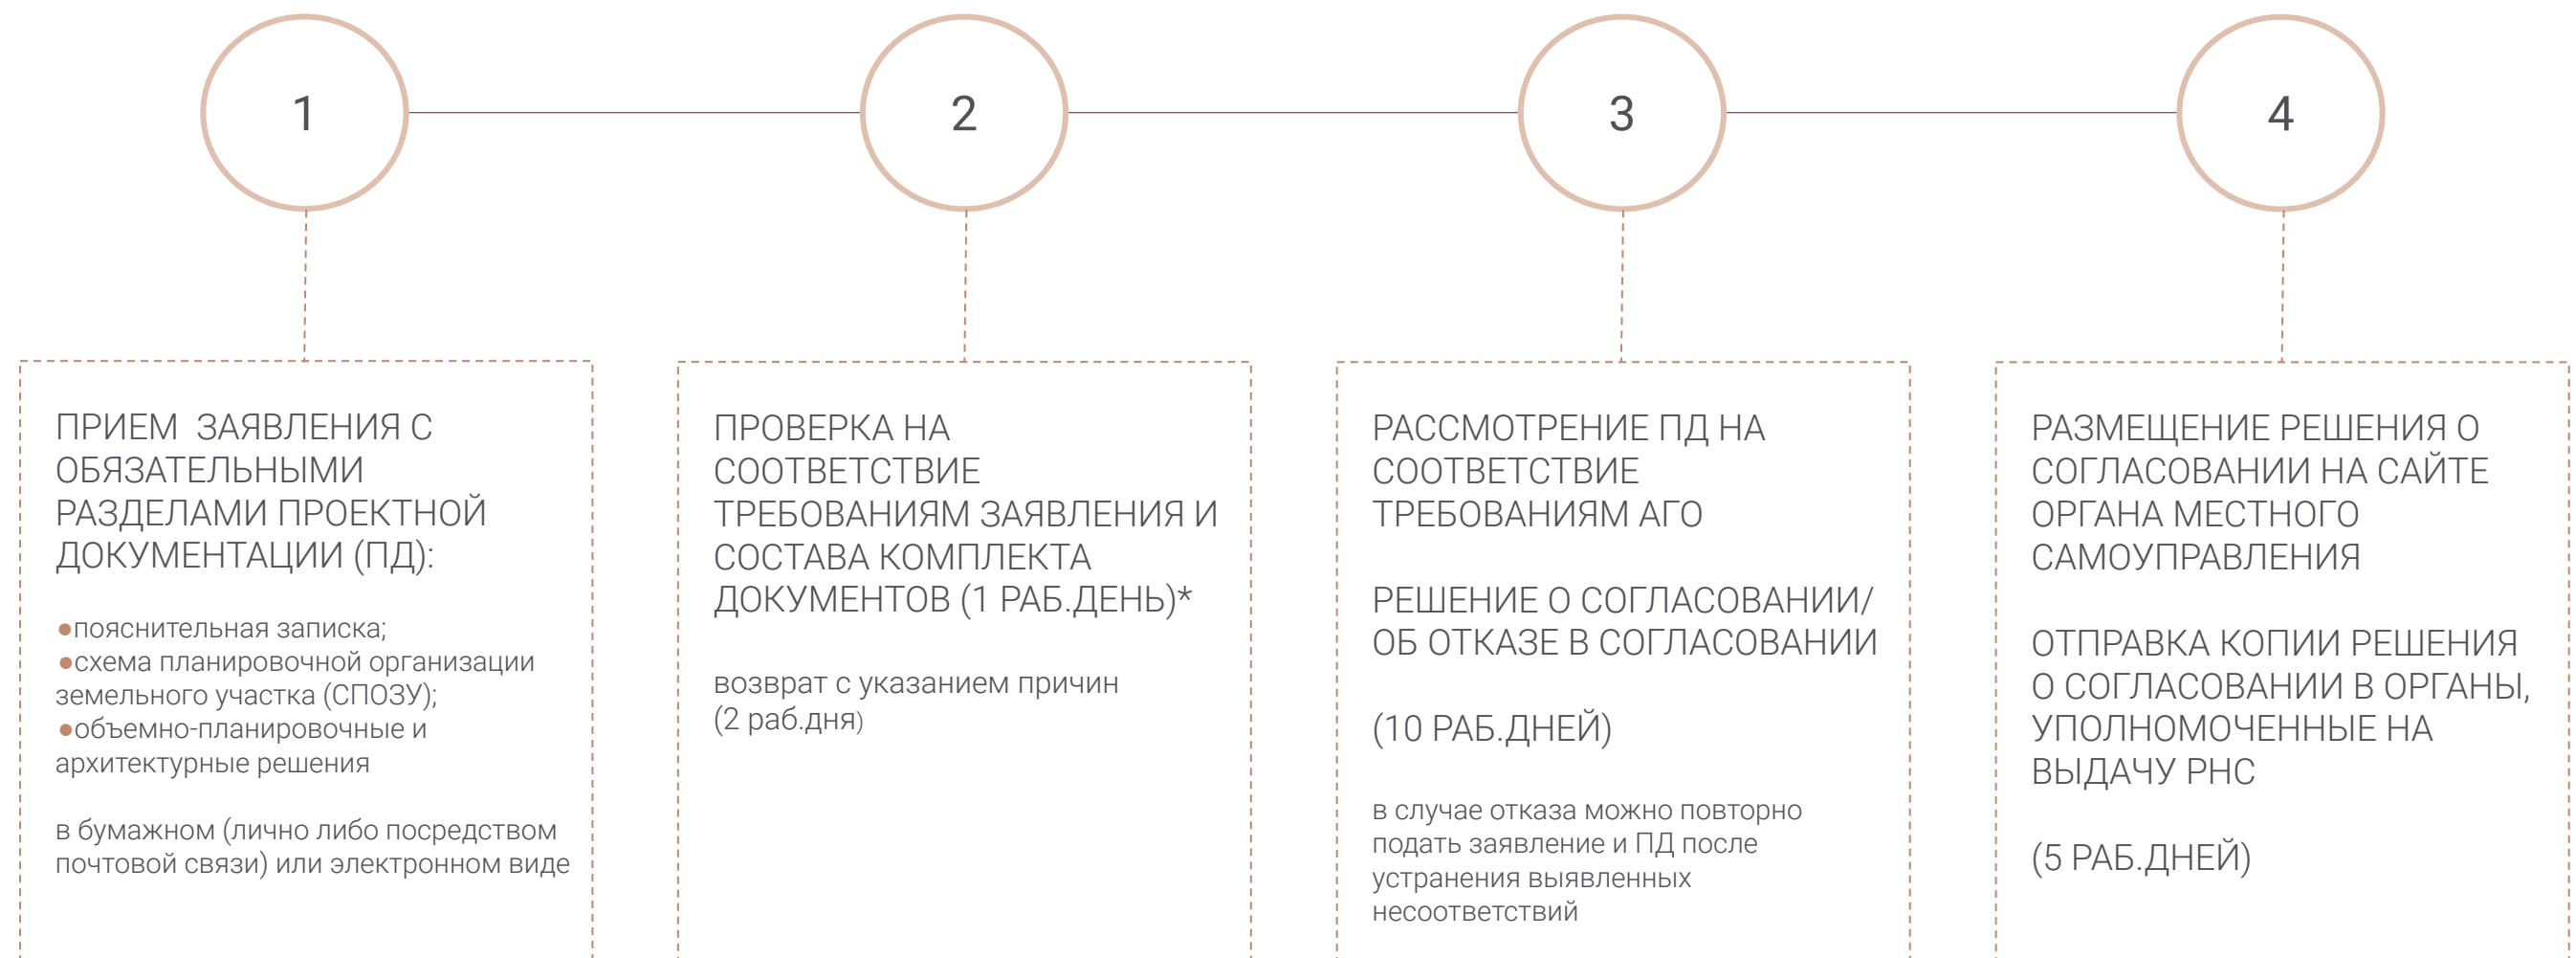 1
2
3
4
ПРИЕМ ЗАЯВЛЕНИЯ С
ОБЯЗАТЕЛЬНЫМИ
РАЗДЕЛАМИ ПРОЕКТНОЙ
ДОКУМЕНТАЦИИ (ПД):
●пояснительная записка;
●схема планировочной организации
земельного участка (СПОЗУ);
●объемно-планировочные и
архитектурные решения
в бумажном (лично либо посредством
почтовой связи) или электронном виде
ПРОВЕРКА НА
СООТВЕТСТВИЕ
ТРЕБОВАНИЯМ ЗАЯВЛЕНИЯ И
СОСТАВА КОМПЛЕКТА
ДОКУМЕНТОВ (1 РАБ.ДЕНЬ)*
возврат с указанием причин
(2 раб.дня)
РАССМОТРЕНИЕ ПД НА
СООТВЕТСТВИЕ
ТРЕБОВАНИЯМ АГО
РЕШЕНИЕ О СОГЛАСОВАНИИ/
ОБ ОТКАЗЕ В СОГЛАСОВАНИИ
(10 РАБ.ДНЕЙ)
в случае отказа можно повторно
подать заявление и ПД после
устранения выявленных
несоответствий
РАЗМЕЩЕНИЕ РЕШЕНИЯ О
СОГЛАСОВАНИИ НА САЙТЕ
ОРГАНА МЕСТНОГО
САМОУПРАВЛЕНИЯ
ОТПРАВКА КОПИИ РЕШЕНИЯ
О СОГЛАСОВАНИИ В ОРГАНЫ,
УПОЛНОМОЧЕННЫЕ НА
ВЫДАЧУ РНС
(5 РАБ.ДНЕЙ)